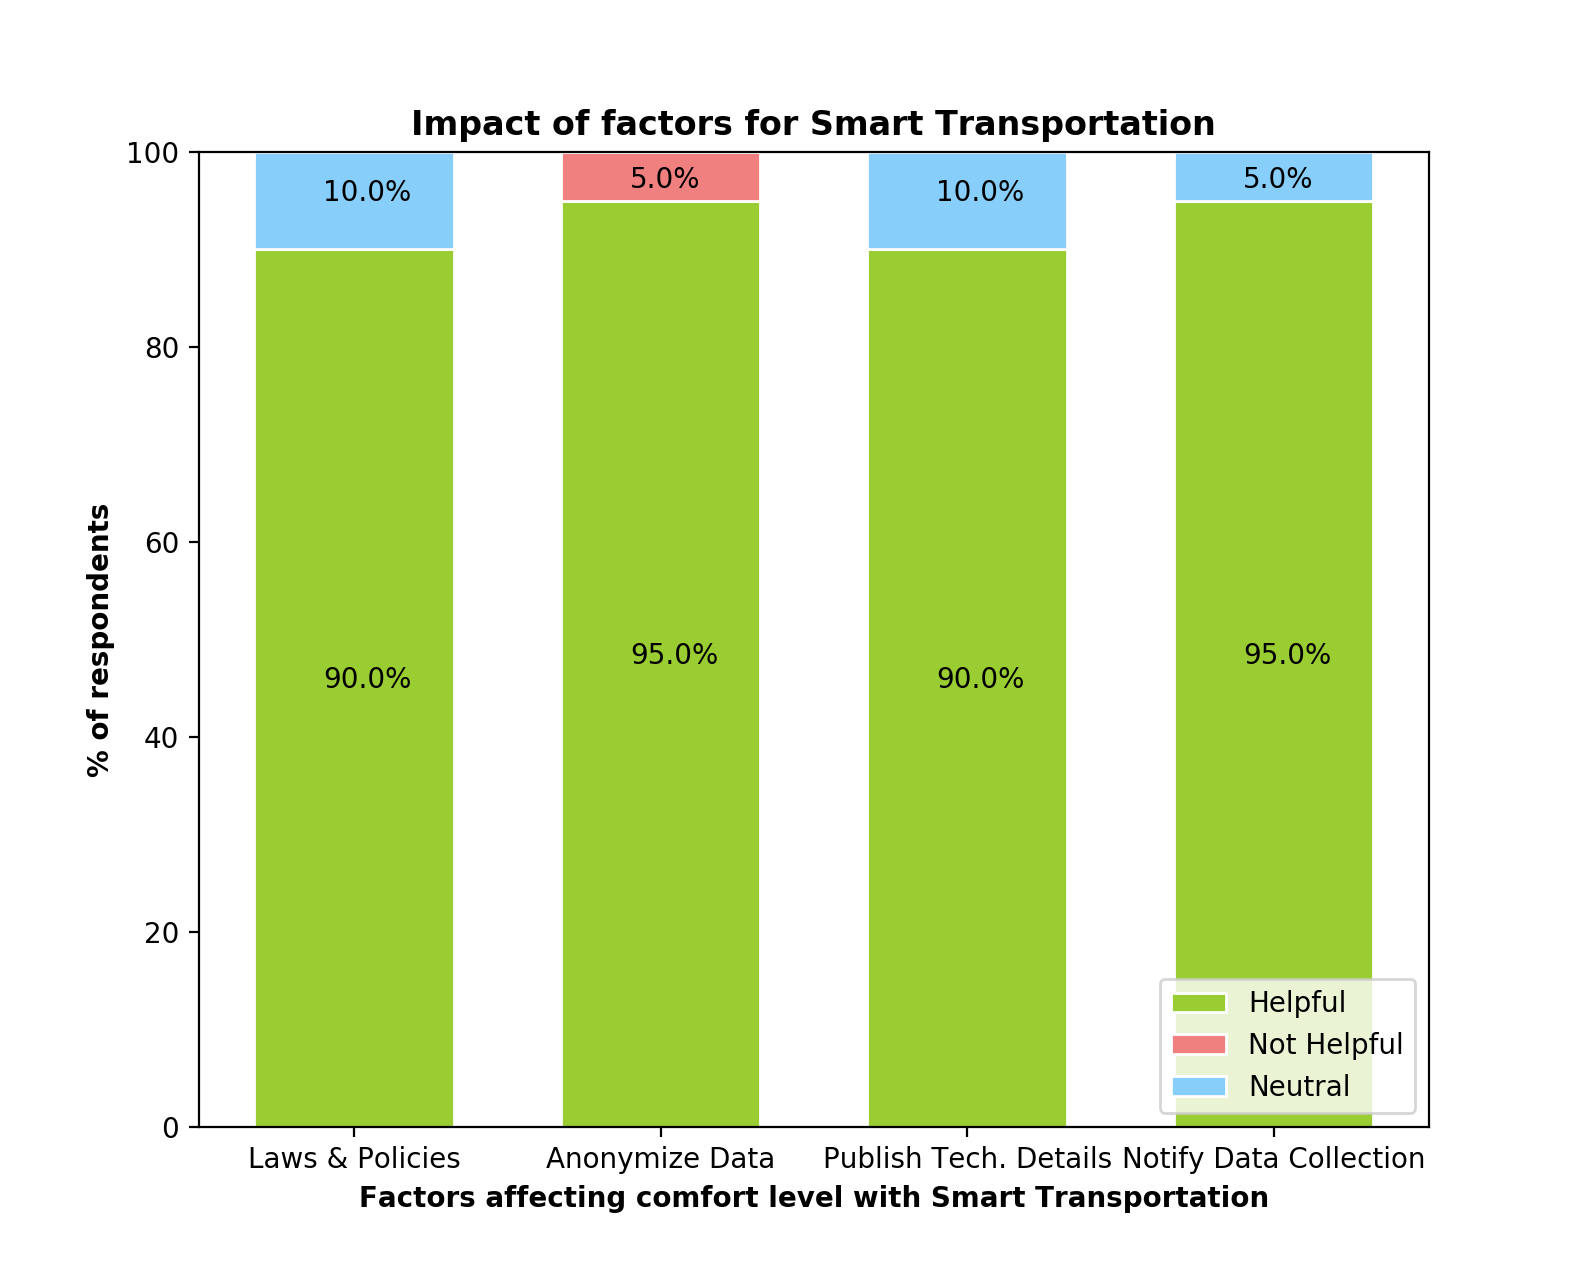 Impact of factors for Smart Transportation
100
80
60
40
20
0
% of respondents
10.0%
5.0%
10.0%
5.0%
90.0%
95.0%
90.0%
95.0%
Helpful
Not Helpful
Neutral
Laws & Policies
Anonymize Data
Publish Tech. Details
Notify Data Collection
Factors affecting comfort level with Smart Transportation